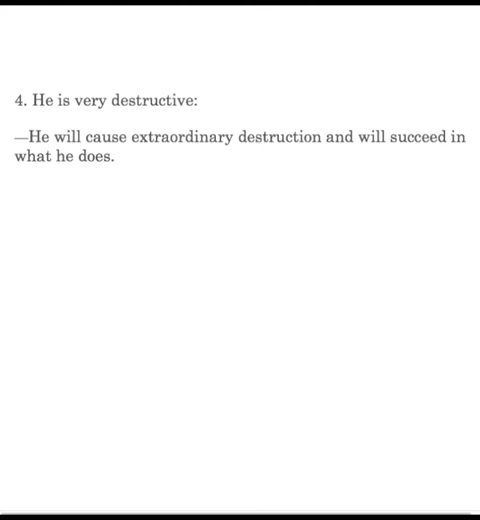 4. He is very destructive:
—He will cause extraordinary destruction and will succeed in
what he does.